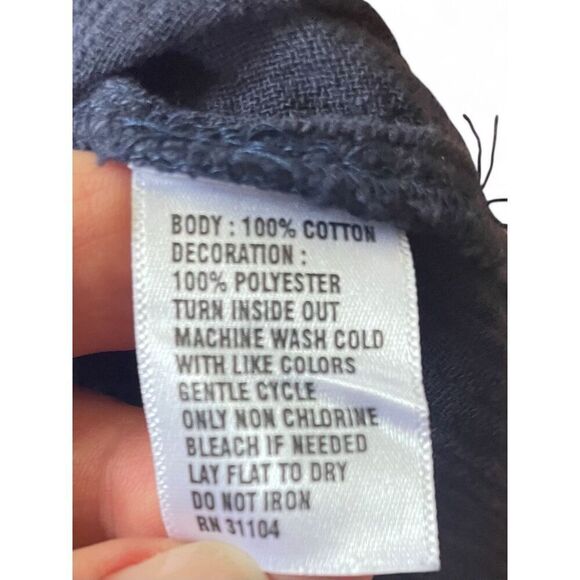 BODY : 100% COTTON
DECORATION :
100% POLYESTER
TURN INSIDE OUT
MACHINE WASH COLD
WITH LIKE COLORS
GENTLE CYCLE
ONLY NON CHLORINE
BLEACH IF NEEDED
LAY FLAT TO DRY
DO NOT IRON
RN 31104